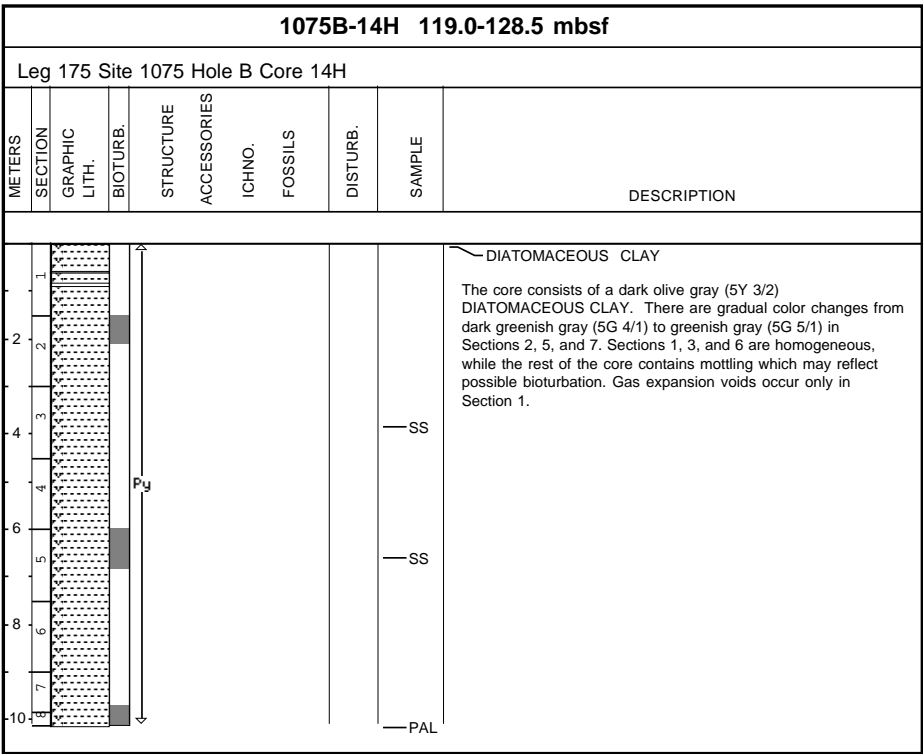 1075B-14H 119.0-128.5 mbsf
Leg 175 Site 1075 Hole B Core 14H
METERS
SECTION
GRAPHIC
LITH.
BIOTURB.
STRUCTURE
ACCESSORIES
ICHNO.
FOSSILS
DISTURB.
SAMPLE
DESCRIPTION
DIATOMACEOUS CLAY
The core consists of a dark olive gray (5Y 3/2)
DIATOMACEOUS CLAY. There are gradual color changes from
dark greenish gray (5G 4/1) to greenish gray (5G 5/1) in
Sections 2, 5, and 7. Sections 1, 3, and 6 are homogeneous,
while the rest of the core contains mottling which may reflect
possible bioturbation. Gas expansion voids occur only in
Section 1.
1
2
2
3
4
SS
4
Py
6
5
SS
8
6
7
10
8
PAL